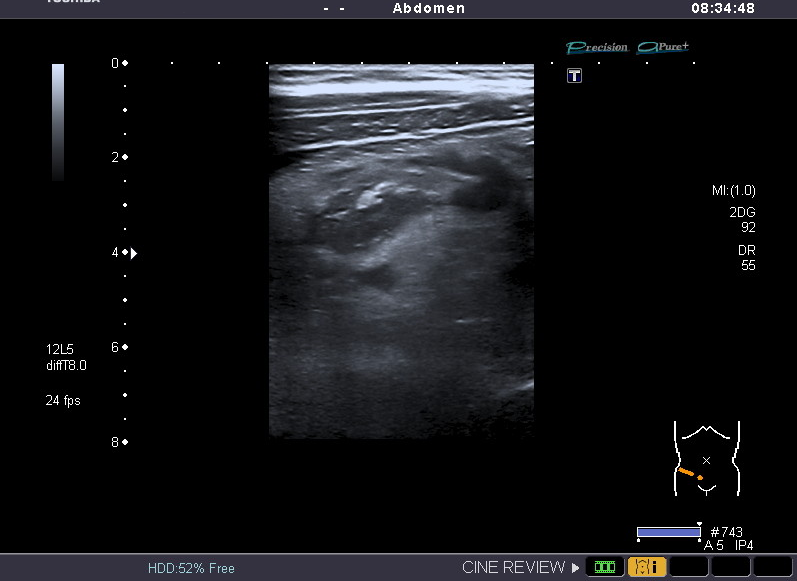 - - Abdomen 08:34:48
Precision APure+
T
0
2
4
6
8
MI:(1.0)
2DG
92
DR
55
12L5
diffT8.0
24 fps
#743
A 5 IP4
HDD:52% Free
CINE REVIEW
i